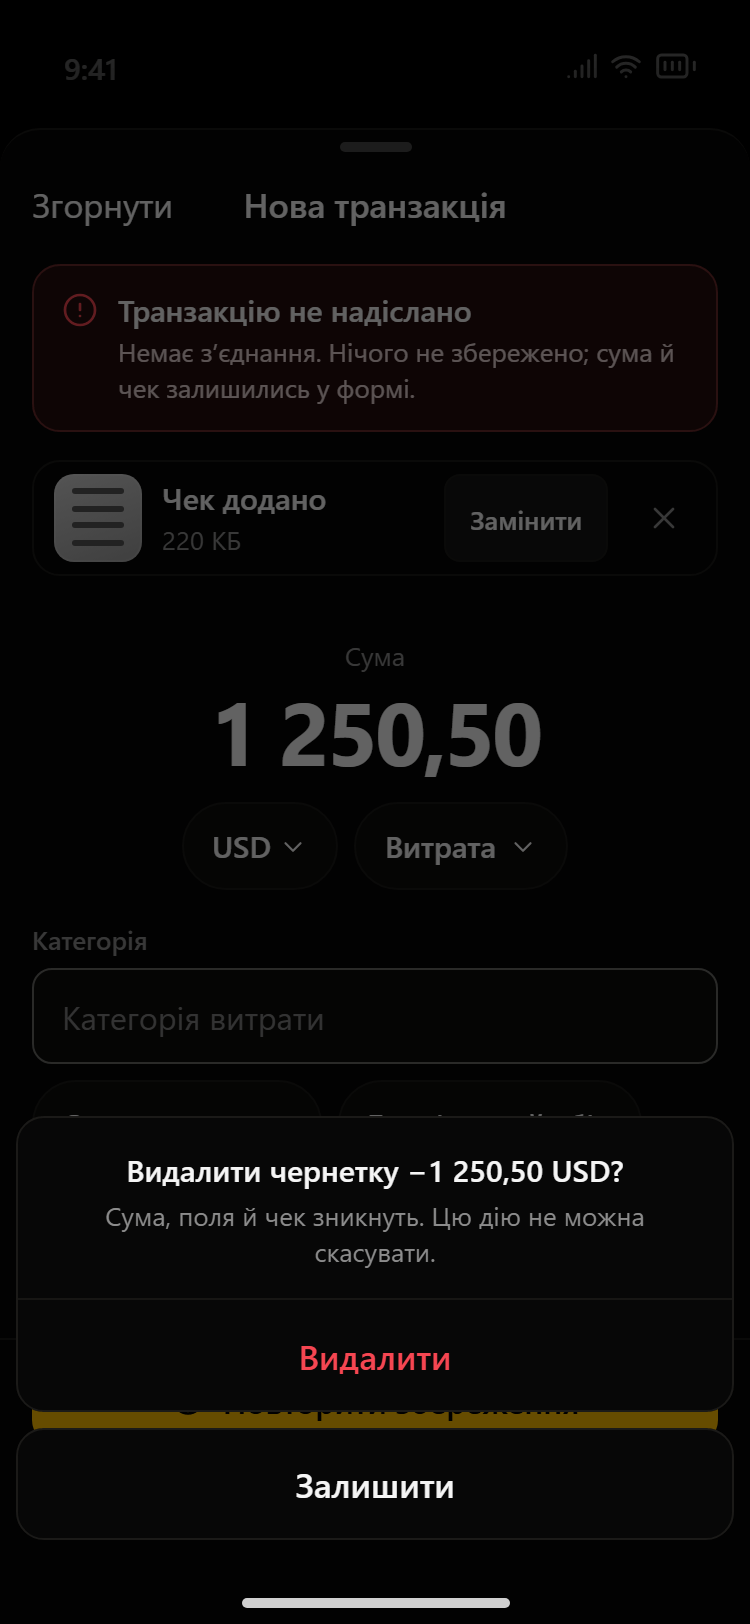 9:41
Згорнути
Нова транзакція
Транзакцію не надіслано
Немає з’єднання. Нічого не збережено; сума й
чек залишились у формі.
Чек додано
220 КБ
Замінити
Сума
1 250,50
USD
Витрата
Категорія
Категорія витрати
Видалити чернетку −1 250,50 USD?
Сума, поля й чек зникнуть. Цю дію не можна
скасувати.
Видалити
Залишити